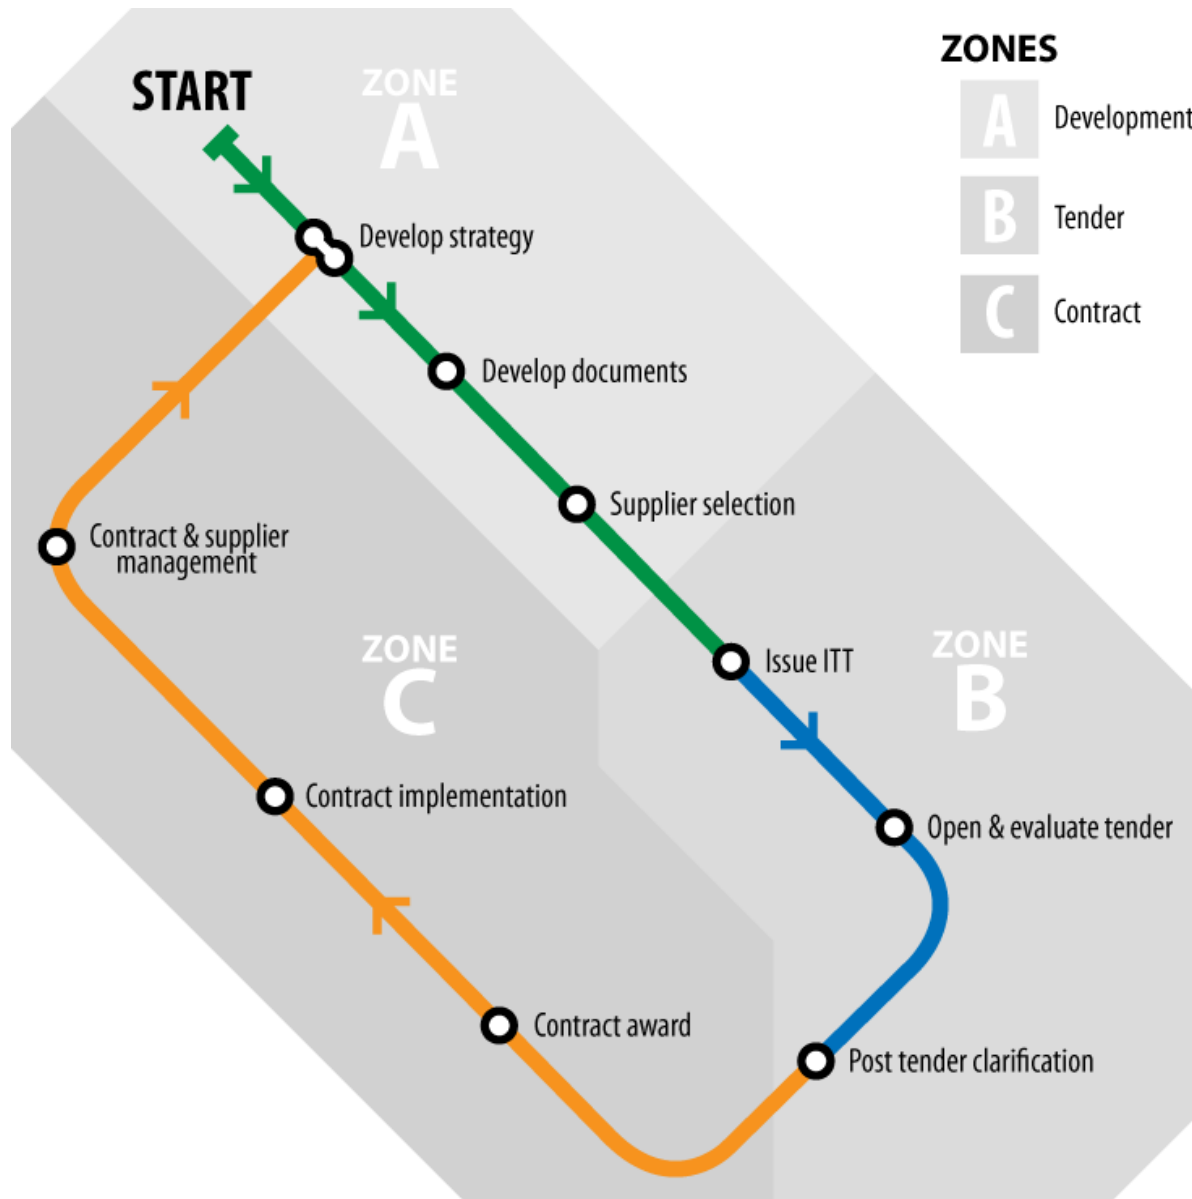 START
ZONE
A
Develop strategy
Develop documents
Supplier selection
Issue ITT
ZONE
B
Open & evaluate tender
Post tender clarification
Contract award
Contract implementation
ZONE
C
Contract & supplier
management
ZONES
A Development
B Tender
C Contract